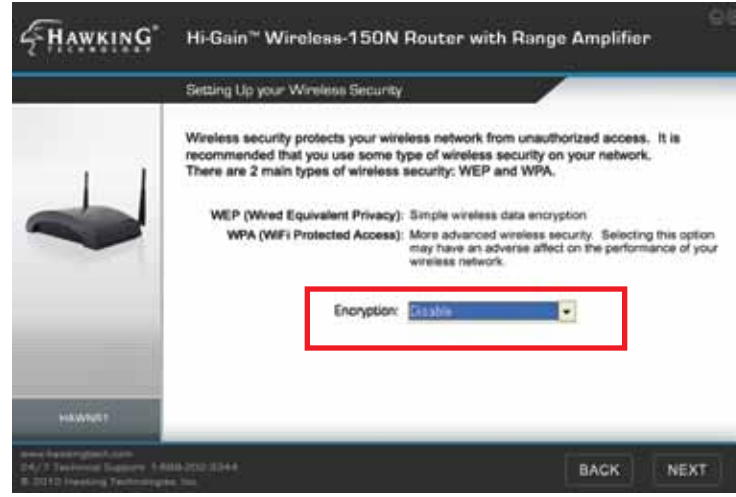 HAWKING
TECHNOLOGY
Hi-Gain™ Wireless-150N Router with Range Amplifier
Setting Up your Wireless Security
Wireless security protects your wireless network from unauthorized access. It is
recommended that you use some type of wireless security on your network.
There are 2 main types of wireless security: WEP and WPA.
WEP (Wired Equivalent Privacy): Simple wireless data encryption
WPA (WiFi Protected Access): More advanced wireless security. Selecting this option
may have an adverse affect on the performance of your
wireless network.
Encryption: Disable
HAWNR1
www.hawkingtech.com
24/7 Technical Support 1-888-202-3344
© 2010 Hawking Technologies, Inc.
BACK
NEXT